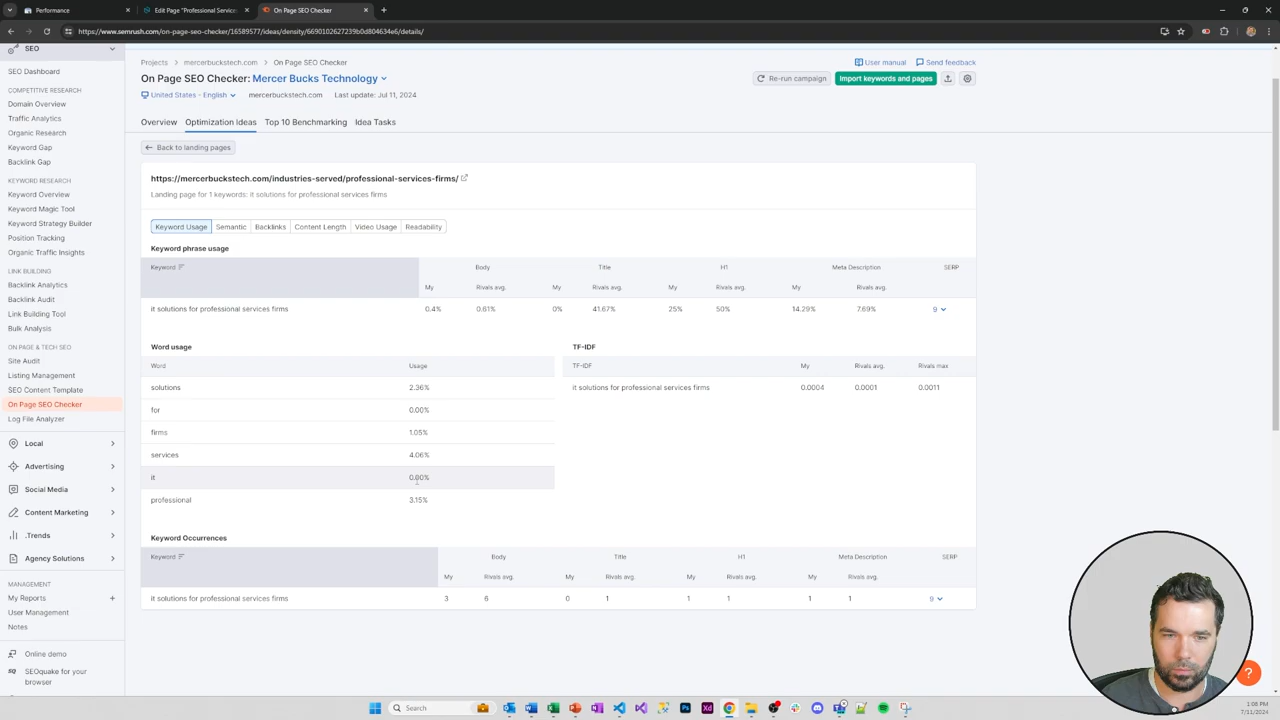 Performance
Edit Page "Professional Servic
On Page SEO Checker
https://www.semrush.com/on-page-seo-checker/16589577/ideas/density/6690102627239b0d804634e6/details/
SEO
SEO Dashboard
COMPETITIVE RESEARCH
Domain Overview
Traffic Analytics
Organic Research
Keyword Gap
Backlink Gap
KEYWORD RESEARCH
Keyword Overview
Keyword Magic Tool
Keyword Strategy Builder
Position Tracking
Organic Traffic Insights
LINK BUILDING
Backlink Analytics
Backlink Audit
Link Building Tool
Bulk Analysis
ON PAGE & TECH SEO
Site Audit
Listing Management
SEO Content Template
On Page SEO Checker
Log File Analyzer
Local
Advertising
Social Media
Content Marketing
.Trends
Agency Solutions
MANAGEMENT
My Reports
User Management
Notes
Online demo
SEOquake for your
browser
Projects > mercerbuckstech.com > On Page SEO Checker
User manual Send feedback
On Page SEO Checker: Mercer Bucks Technology
Re-run campaign Import keywords and pages
United States - English mercerbuckstech.com Last update: Jul 11, 2024
Overview Optimization Ideas Top 10 Benchmarking Idea Tasks
Back to landing pages
https://mercerbuckstech.com/industries-served/professional-services-firms/
Landing page for 1 keywords: it solutions for professional services firms
Keyword Usage Semantic Backlinks Content Length Video Usage Readability
Keyword phrase usage
Keyword Body Title H1 Meta Description SERP
My Rivals avg. My Rivals avg. My Rivals avg. My Rivals avg.
it solutions for professional services firms 0.4% 0.61% 0% 41.67% 25% 50% 14.29% 7.69% 9
Word usage
Word Usage
solutions 2.36%
for 0.00%
firms 1.05%
services 4.06%
it 0.00%
professional 3.15%
TF-IDF
TF-IDF My Rivals avg. Rivals max
it solutions for professional services firms 0.0004 0.0001 0.0011
Keyword Occurrences
Keyword Body Title H1 Meta Description SERP
My Rivals avg. My Rivals avg. My Rivals avg. My Rivals avg.
it solutions for professional services firms 3 6 0 1 1 1 1 1 9
?
Search
1:06 PM
7/11/2024